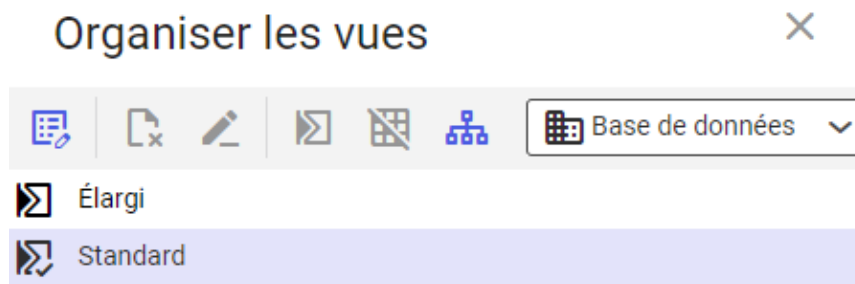 Organiser les vues
Base de données
Élargi
Standard